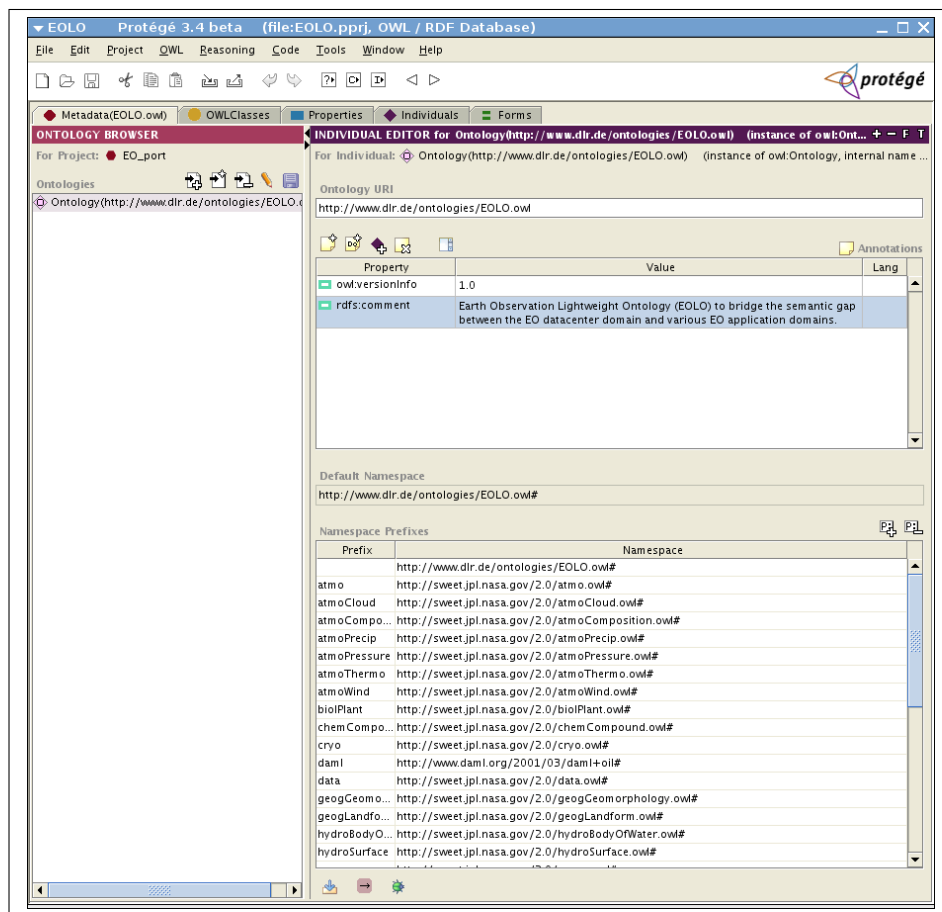 EOLO Protégé 3.4 beta (file:EOLO.pprj, OWL / RDF Database)
File Edit Project OWL Reasoning Code Tools Window Help
protégé
Metadata(EOLO.owl) OWLClasses Properties Individuals Forms
ONTOLOGY BROWSER
For Project: EO_port
Ontologies
Ontology(http://www.dlr.de/ontologies/EOLO.o
INDIVIDUAL EDITOR for Ontology(http://www.dlr.de/ontologies/EOLO.owl) (instance of owl:Ont... + − F T
For Individual: Ontology(http://www.dlr.de/ontologies/EOLO.owl) (instance of owl:Ontology, internal name ...
Ontology URI
http://www.dlr.de/ontologies/EOLO.owl
Annotations
Property Value Lang
owl:versionInfo 1.0
rdfs:comment Earth Observation Lightweight Ontology (EOLO) to bridge the semantic gap
between the EO datacenter domain and various EO application domains.
Default Namespace
http://www.dlr.de/ontologies/EOLO.owl#
Namespace Prefixes
Prefix Namespace
http://www.dlr.de/ontologies/EOLO.owl#
atmo http://sweet.jpl.nasa.gov/2.0/atmo.owl#
atmoCloud http://sweet.jpl.nasa.gov/2.0/atmoCloud.owl#
atmoCompo... http://sweet.jpl.nasa.gov/2.0/atmoComposition.owl#
atmoPrecip http://sweet.jpl.nasa.gov/2.0/atmoPrecip.owl#
atmoPressure http://sweet.jpl.nasa.gov/2.0/atmoPressure.owl#
atmoThermo http://sweet.jpl.nasa.gov/2.0/atmoThermo.owl#
atmoWind http://sweet.jpl.nasa.gov/2.0/atmoWind.owl#
biolPlant http://sweet.jpl.nasa.gov/2.0/biolPlant.owl#
chemCompo... http://sweet.jpl.nasa.gov/2.0/chemCompound.owl#
cryo http://sweet.jpl.nasa.gov/2.0/cryo.owl#
daml http://www.daml.org/2001/03/daml+oil#
data http://sweet.jpl.nasa.gov/2.0/data.owl#
geogGeomo... http://sweet.jpl.nasa.gov/2.0/geogGeomorphology.owl#
geogLandfo... http://sweet.jpl.nasa.gov/2.0/geogLandform.owl#
hydroBodyO... http://sweet.jpl.nasa.gov/2.0/hydroBodyOfWater.owl#
hydroSurface http://sweet.jpl.nasa.gov/2.0/hydroSurface.owl#